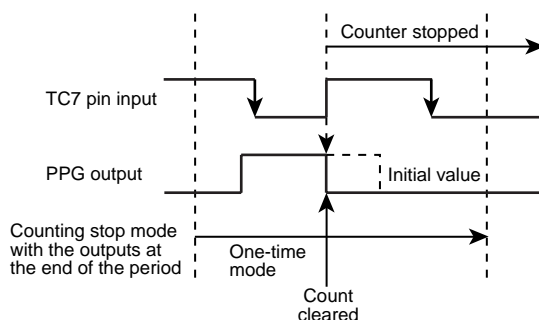 Counter stopped
TC7 pin input
PPG output
Initial value
Counting stop mode
with the outputs at
the end of the period
One-time
mode
Count
cleared